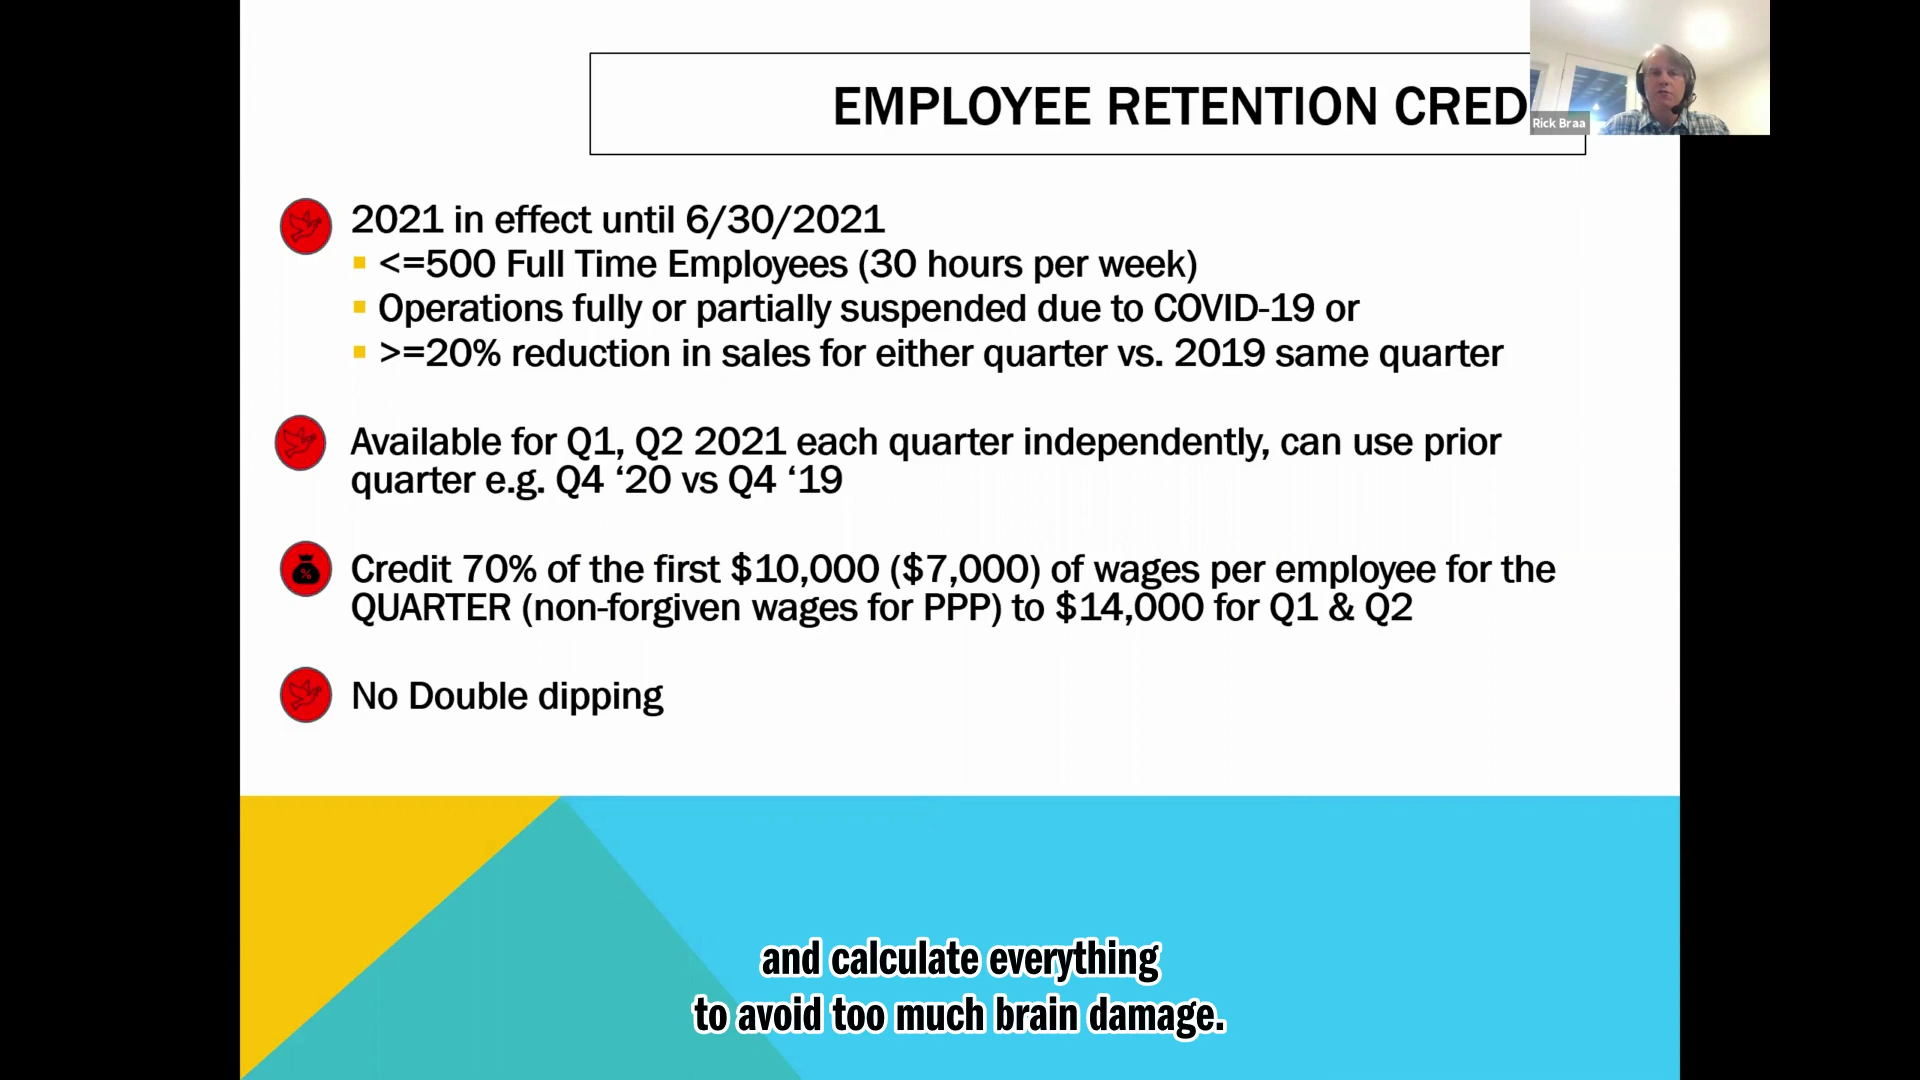 EMPLOYEE RETENTION CRED
Rick Braa
2021 in effect until 6/30/2021
<=500 Full Time Employees (30 hours per week)
Operations fully or partially suspended due to COVID-19 or
>=20% reduction in sales for either quarter vs. 2019 same quarter
Available for Q1, Q2 2021 each quarter independently, can use prior
quarter e.g. Q4 ‘20 vs Q4 ‘19
%
Credit 70% of the first $10,000 ($7,000) of wages per employee for the
QUARTER (non-forgiven wages for PPP) to $14,000 for Q1 & Q2
No Double dipping
and calculate everything
to avoid too much brain damage.